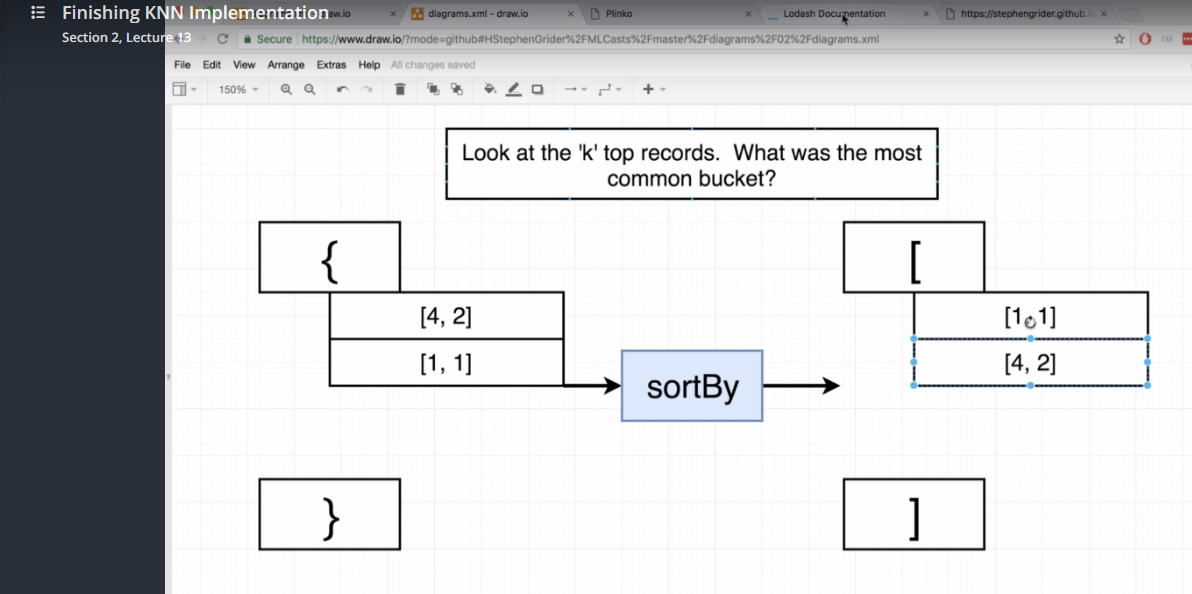 Finishing KNN Implementation
aw.io
diagrams.xml - draw.io
Plinko
Lodash Documentation
https://stephengrider.github.i
Section 2, Lecture 13
Secure https://www.draw.io/?mode=github#HStephenGrider%2FMLCasts%2Fmaster%2Fdiagrams%2F02%2Fdiagrams.xml
File Edit View Arrange Extras Help All changes saved
150%
Look at the 'k' top records. What was the most
common bucket?
{
[
[4, 2]
[1, 1]
[1, 1]
[4, 2]
sortBy
}
]